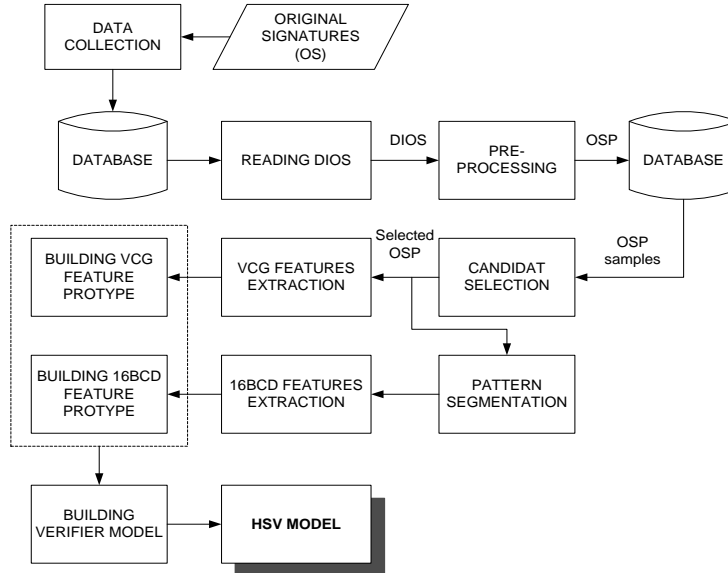 DATA
COLLECTION
ORIGINAL
SIGNATURES
(OS)
DATABASE
READING DIOS
DIOS
PRE-
PROCESSING
OSP
DATABASE
BUILDING VCG
FEATURE
PROTYPE
VCG FEATURES
EXTRACTION
Selected
OSP
CANDIDAT
SELECTION
OSP
samples
BUILDING 16BCD
FEATURE
PROTYPE
16BCD FEATURES
EXTRACTION
PATTERN
SEGMENTATION
BUILDING
VERIFIER MODEL
HSV MODEL